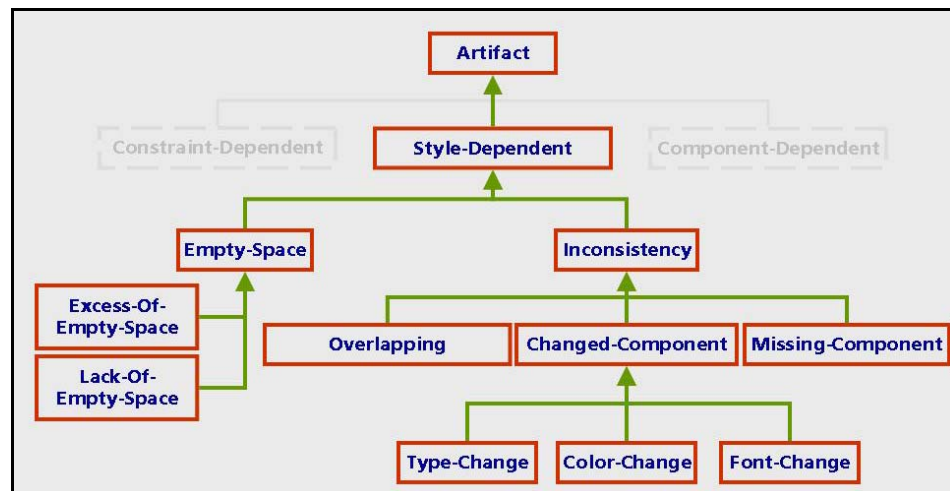 Artifact
Constraint-Dependent
Style-Dependent
Component-Dependent
Empty-Space
Inconsistency
Excess-Of-
Empty-Space
Overlapping
Changed-Component
Missing-Component
Lack-Of-
Empty-Space
Type-Change
Color-Change
Font-Change